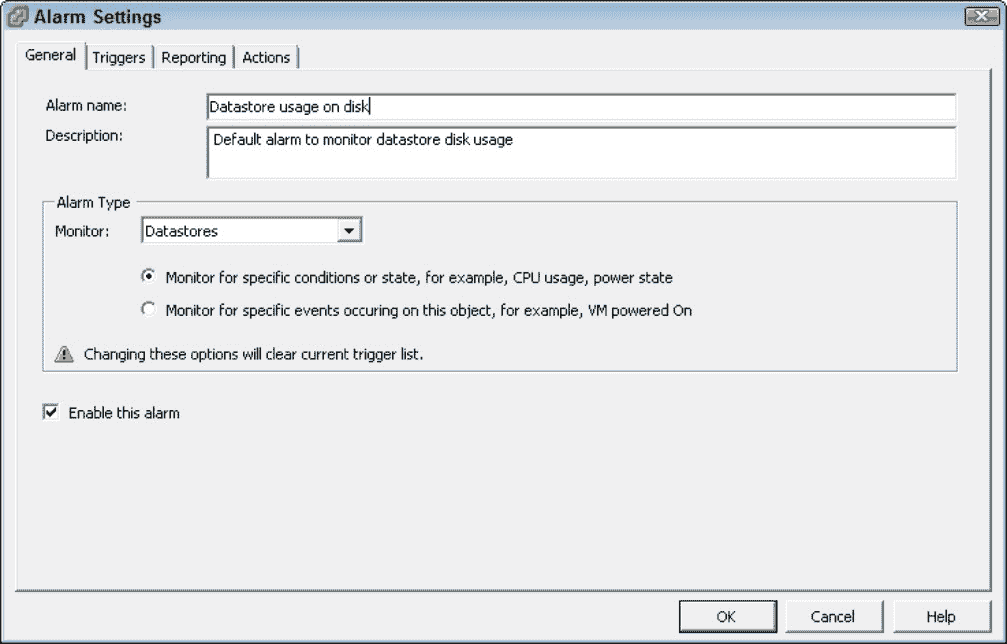 Alarm Settings
General Triggers Reporting Actions
Alarm name: Datastore usage on disk
Description: Default alarm to monitor datastore disk usage
Alarm Type
Monitor: Datastores
Monitor for specific conditions or state, for example, CPU usage, power state
Monitor for specific events occuring on this object, for example, VM powered On
Changing these options will clear current trigger list.
Enable this alarm
OK Cancel Help